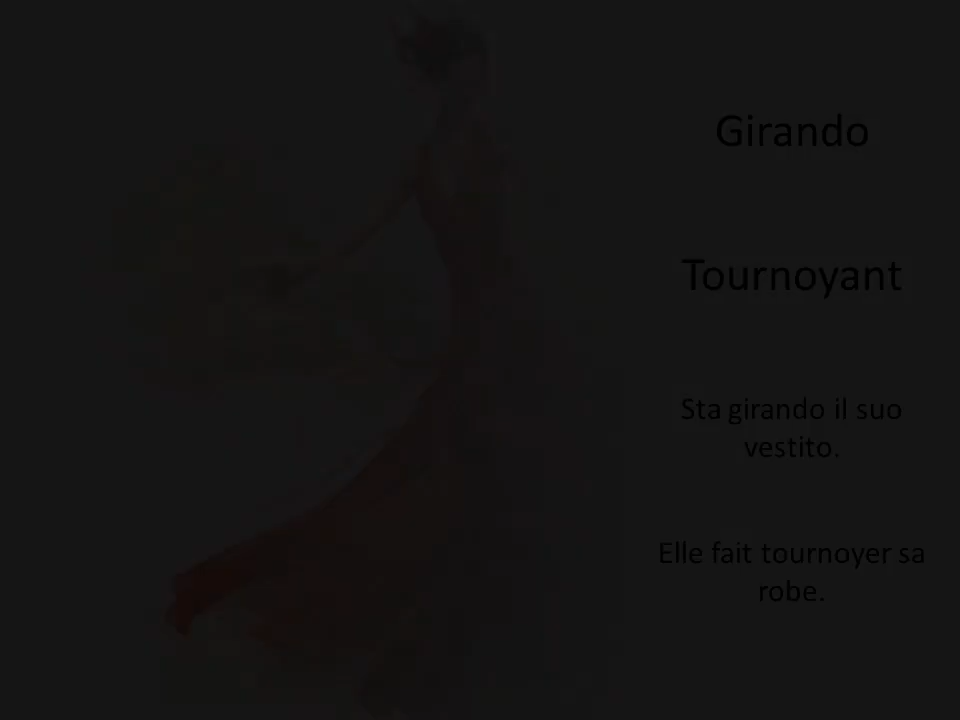 Girando
Tournoyant
Sta girando il suo
vestito.
Elle fait tournoyer sa
robe.